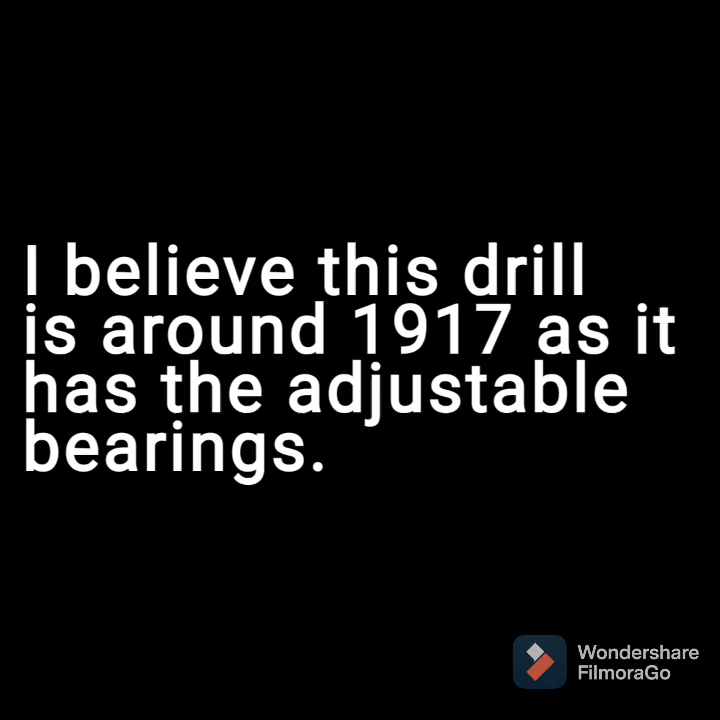 I believe this drill
is around 1917 as it
has the adjustable
bearings.
Wondershare
FilmoraGo